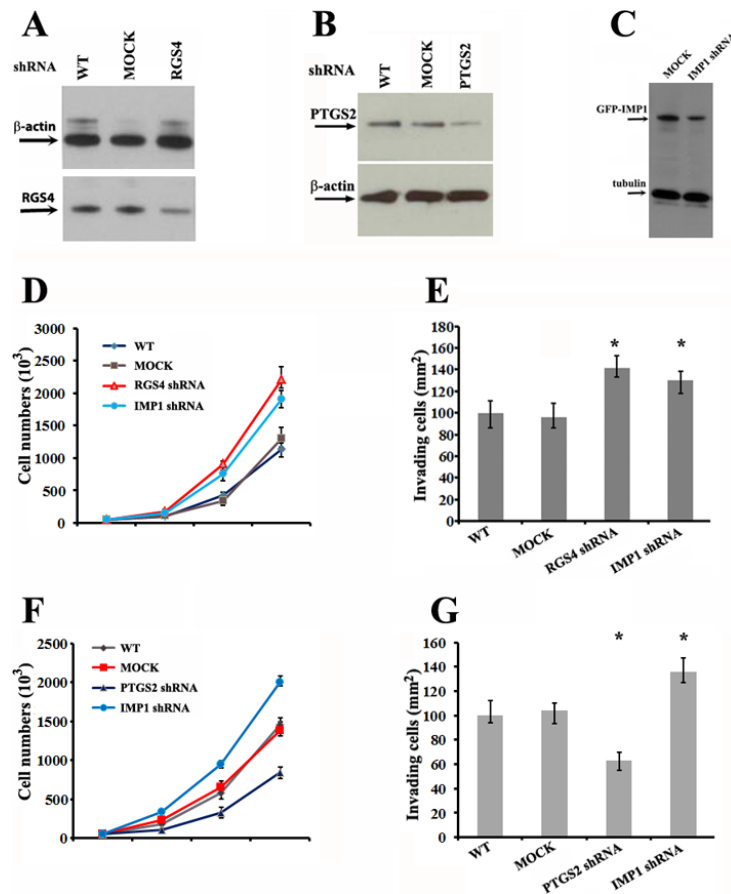 A
shRNA
WT
MOCK
RGS4
β-actin
RGS4
B
shRNA
WT
MOCK
PTGS2
PTGS2
β-actin
C
MOCK
IMP1 shRNA
GFP-IMP1
tubulin
D
Cell numbers (10³)
3000
2500
2000
1500
1000
500
0
WT
MOCK
RGS4 shRNA
IMP1 shRNA
E
Invading cells (mm²)
180
160
140
120
100
80
60
40
20
0
*
*
WT
MOCK
RGS4 shRNA
IMP1 shRNA
F
Cell numbers (10³)
2500
2000
1500
1000
500
0
WT
MOCK
PTGS2 shRNA
IMP1 shRNA
G
Invading cells (mm²)
140
100
60
20
0
*
*
WT
MOCK
PTGS2 shRNA
IMP1 shRNA